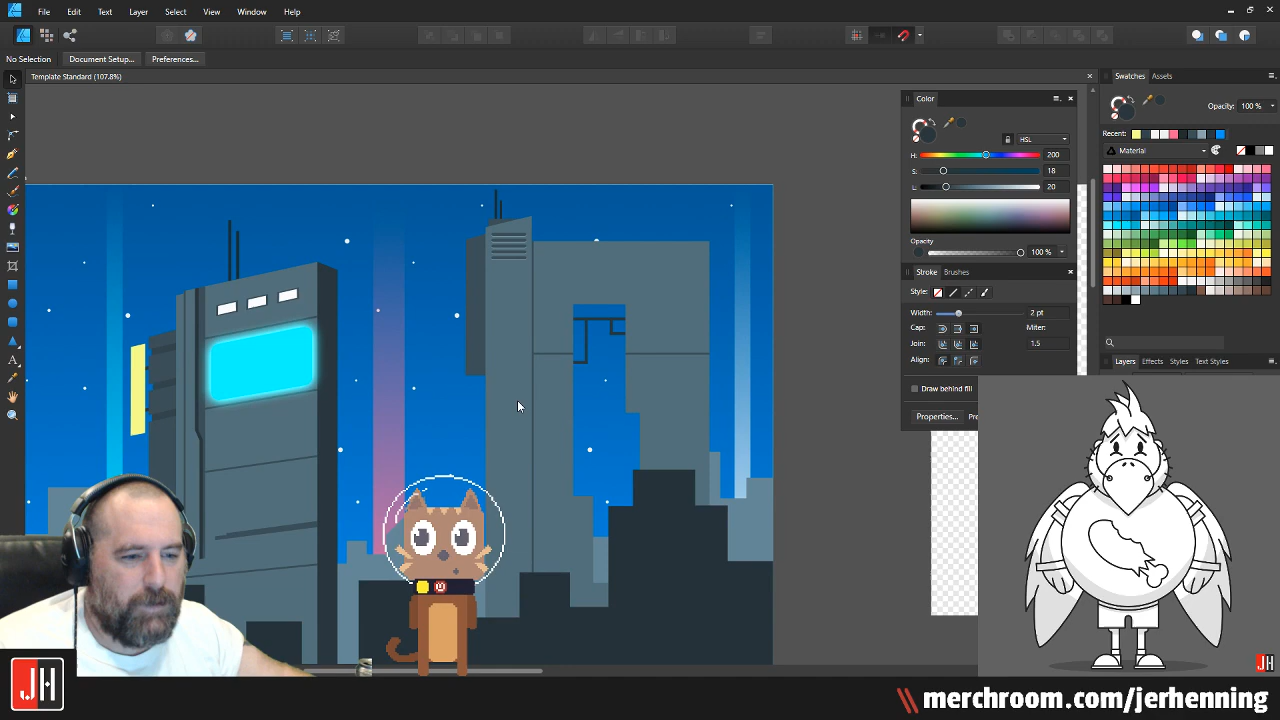 File Edit Text Layer Select View Window Help
No Selection Document Setup... Preferences...
Template Standard (107.8%)
Color
HSL
H: 200
S: 18
L: 20
Opacity
100 %
Stroke Brushes
Style:
Width: 2 pt
Cap: Miter:
Join: 1.5
Align:
Draw behind fill
Properties...
Swatches Assets
Opacity: 100 %
Recent:
Material
Layers Effects Styles Text Styles
JH
JH
merchroom.com/jerhenning